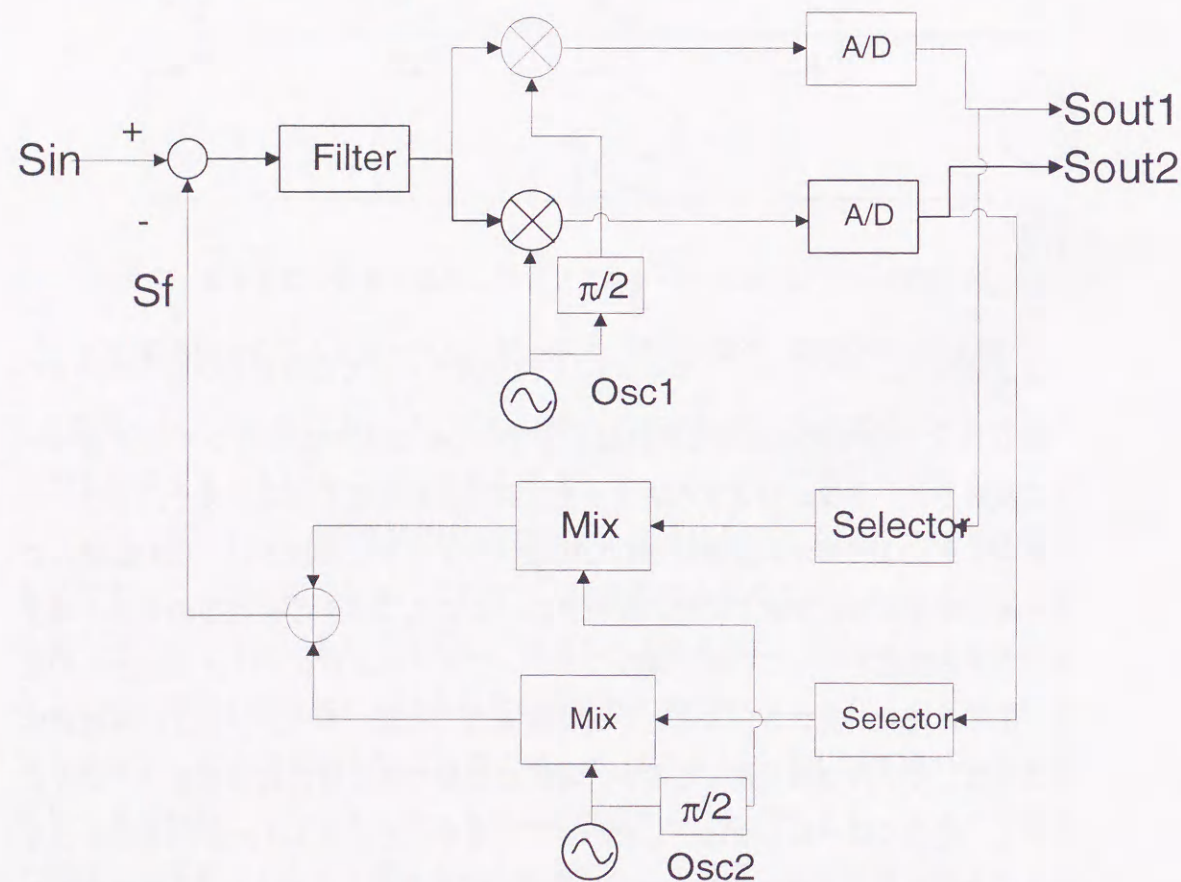 A/D
Sout1
+
Sin
Filter
Sout2
A/D
-
Sf
π/2
Osc1
Mix
Selector
Mix
Selector
π/2
Osc2